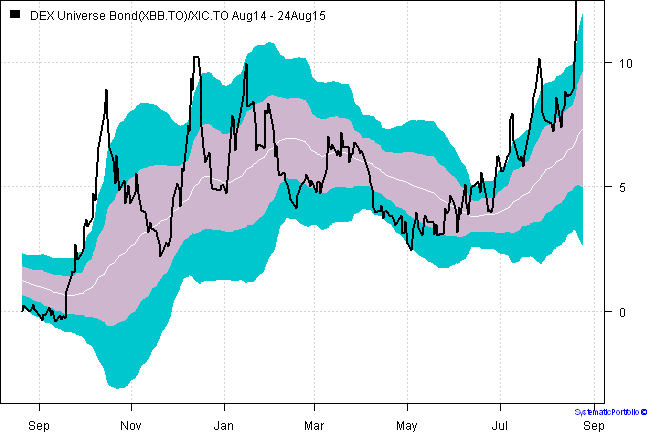 DEX Universe Bond(XBB.TO)/XIC.TO Aug14 - 24Aug15
10
5
0
Sep Nov Jan Mar May Jul Sep
SystematicPortfolio ©